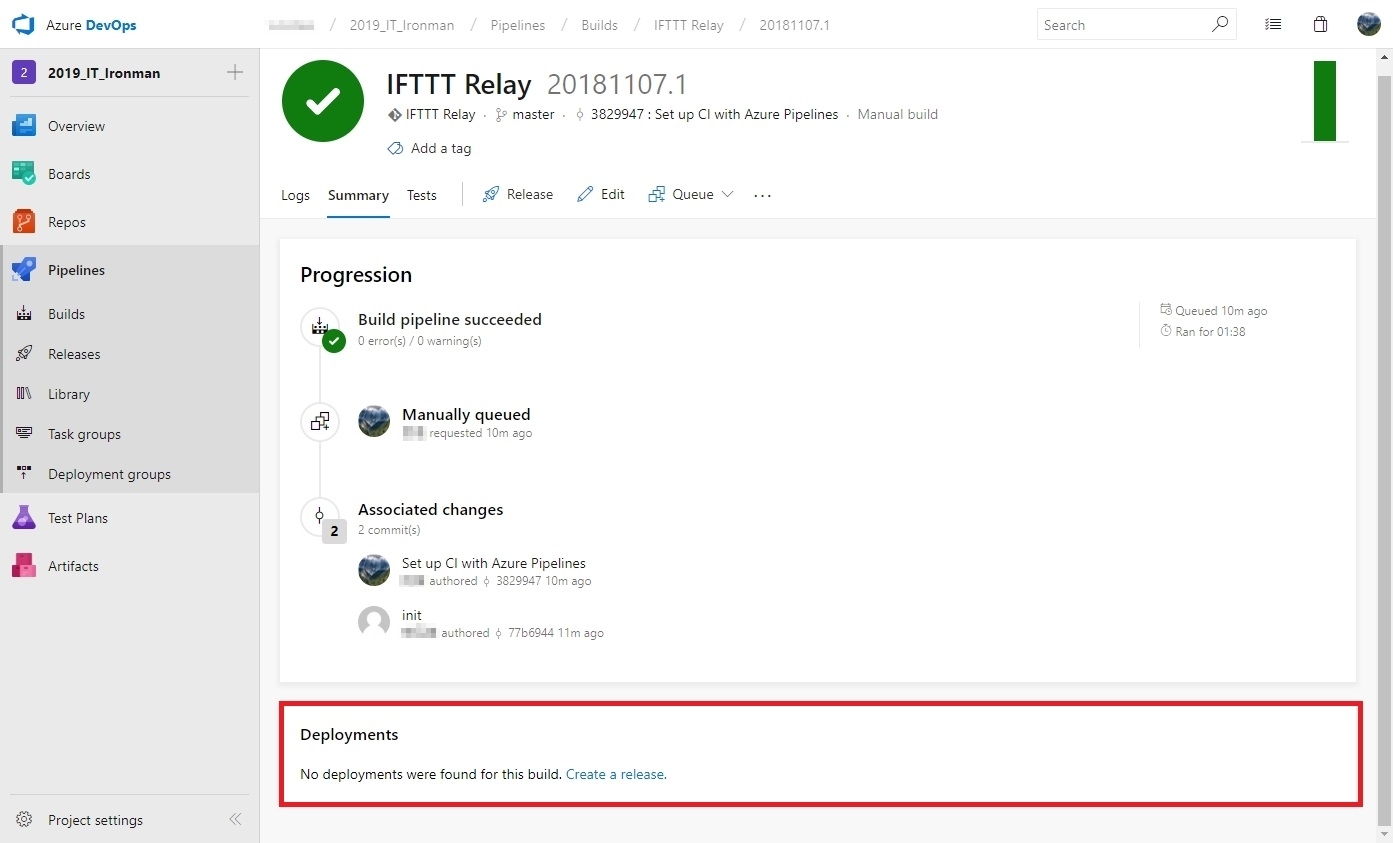 Azure DevOps
/ 2019_IT_Ironman / Pipelines / Builds / IFTTT Relay / 20181107.1
Search
2 2019_IT_Ironman
Overview
Boards
Repos
Pipelines
Builds
Releases
Library
Task groups
Deployment groups
Test Plans
Artifacts
Project settings
IFTTT Relay 20181107.1
IFTTT Relay · master · 3829947 : Set up CI with Azure Pipelines · Manual build
Add a tag
Logs Summary Tests Release Edit Queue ...
Progression
Build pipeline succeeded
0 error(s) / 0 warning(s)
Queued 10m ago
Ran for 01:38
Manually queued
requested 10m ago
Associated changes
2
2 commit(s)
Set up CI with Azure Pipelines
authored 3829947 10m ago
init
authored 77b6944 11m ago
Deployments
No deployments were found for this build. Create a release.